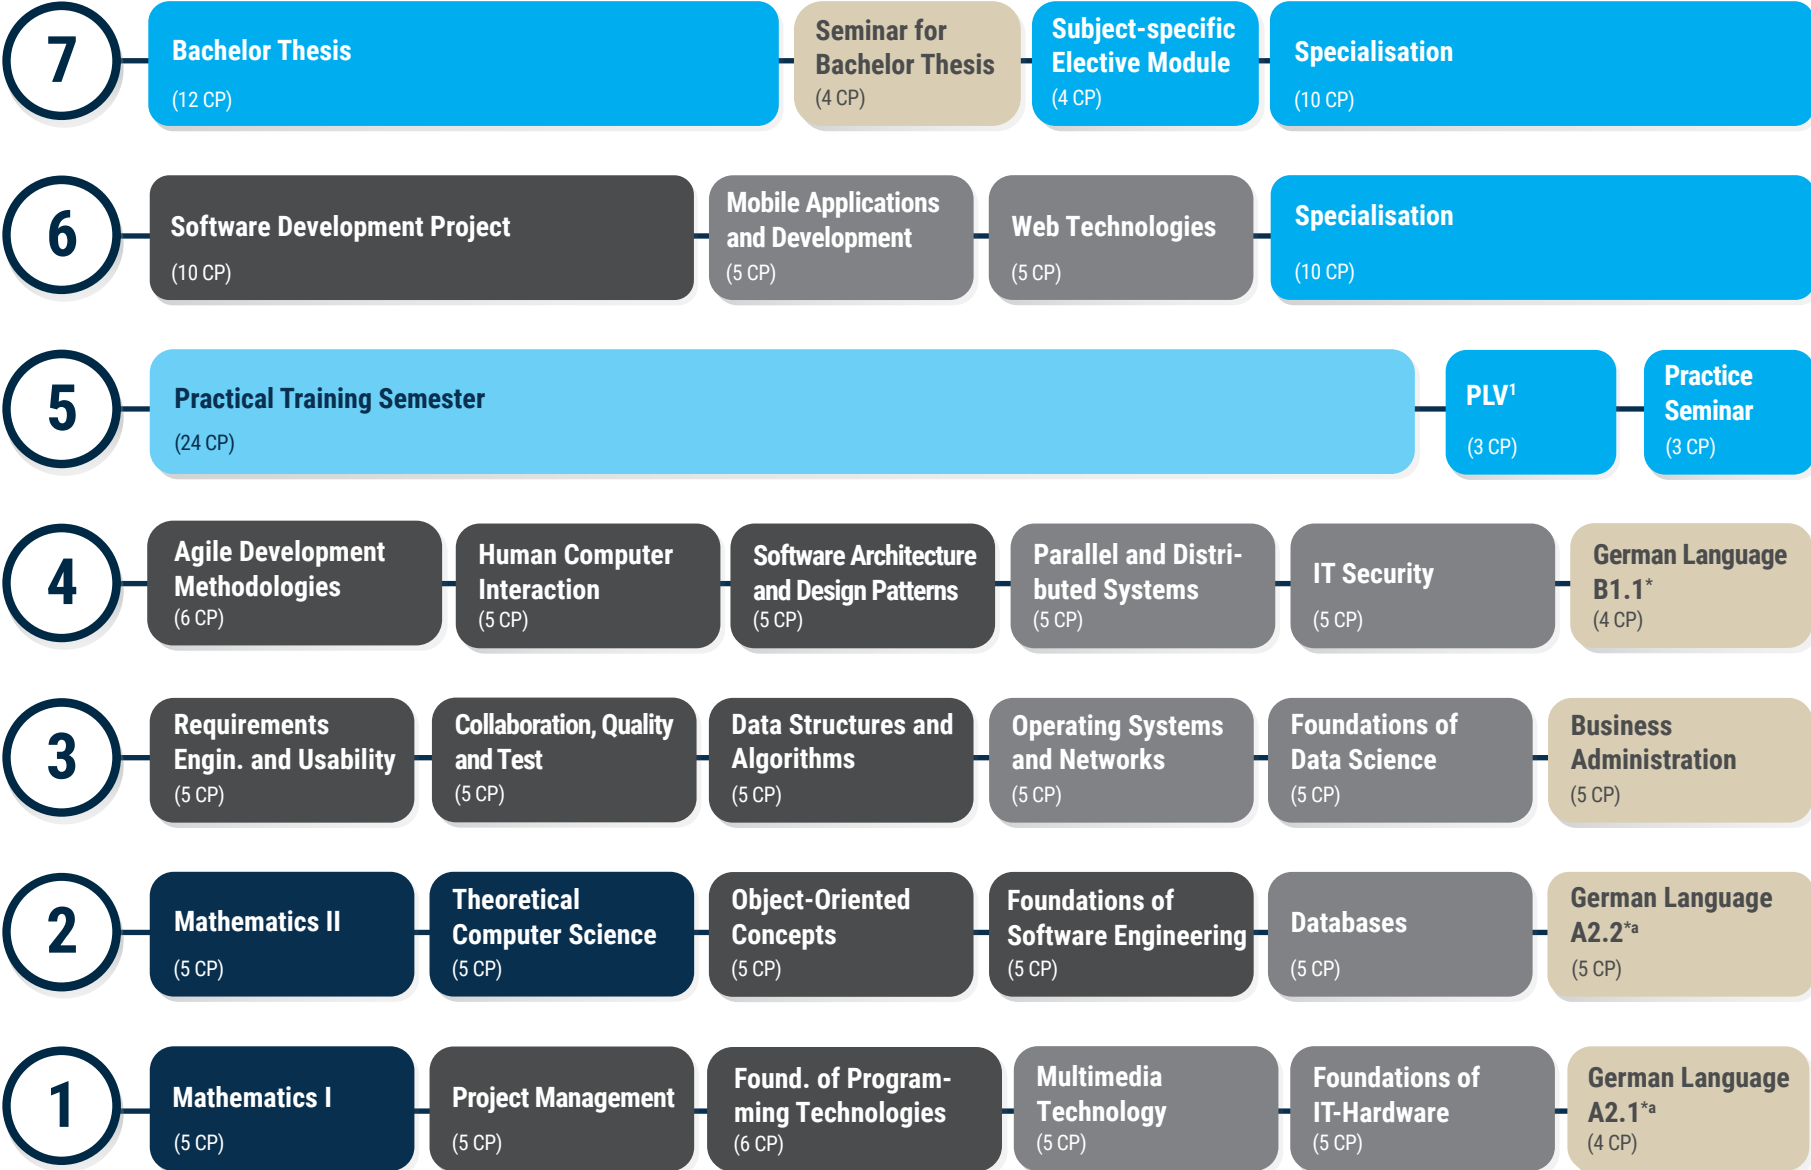 7
Bachelor Thesis
(12 CP)
Seminar for
Bachelor Thesis
(4 CP)
Subject-specific
Elective Module
(4 CP)
Specialisation
(10 CP)
6
Software Development Project
(10 CP)
Mobile Applications
and Development
(5 CP)
Web Technologies
(5 CP)
Specialisation
(10 CP)
5
Practical Training Semester
(24 CP)
PLV¹
(3 CP)
Practice
Seminar
(3 CP)
4
Agile Development
Methodologies
(6 CP)
Human Computer
Interaction
(5 CP)
Software Architecture
and Design Patterns
(5 CP)
Parallel and Distri-
buted Systems
(5 CP)
IT Security
(5 CP)
German Language
B1.1*
(4 CP)
3
Requirements
Engin. and Usability
(5 CP)
Collaboration, Quality
and Test
(5 CP)
Data Structures and
Algorithms
(5 CP)
Operating Systems
and Networks
(5 CP)
Foundations of
Data Science
(5 CP)
Business
Administration
(5 CP)
2
Mathematics II
(5 CP)
Theoretical
Computer Science
(5 CP)
Object-Oriented
Concepts
(5 CP)
Foundations of
Software Engineering
(5 CP)
Databases
(5 CP)
German Language
A2.2*a
(5 CP)
1
Mathematics I
(5 CP)
Project Management
(5 CP)
Found. of Program-
ming Technologies
(6 CP)
Multimedia
Technology
(5 CP)
Foundations of
IT-Hardware
(5 CP)
German Language
A2.1*a
(4 CP)